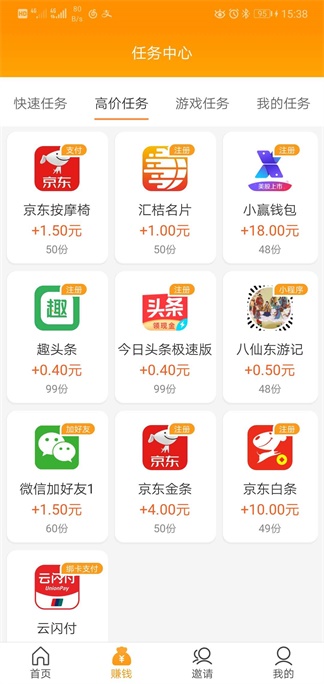 80
B/s
95
15:38
任务中心
快速任务
高价任务
游戏任务
我的任务
支付
京东
京东按摩椅
+1.50元
50份
注册
汇桔名片
+1.00元
50份
注册
美股上市
小赢钱包
+18.00元
48份
注册
趣
趣头条
+0.40元
99份
注册
头条
领现金
今日头条极速版
+0.40元
99份
小程序
八仙东游记
+0.50元
48份
加好友
微信加好友1
+1.50元
60份
注册
京东
京东金条
+4.00元
50份
注册
京东白条
+10.00元
49份
绑卡支付
云闪付
UnionPay
云闪付
首页
赚钱
邀请
我的